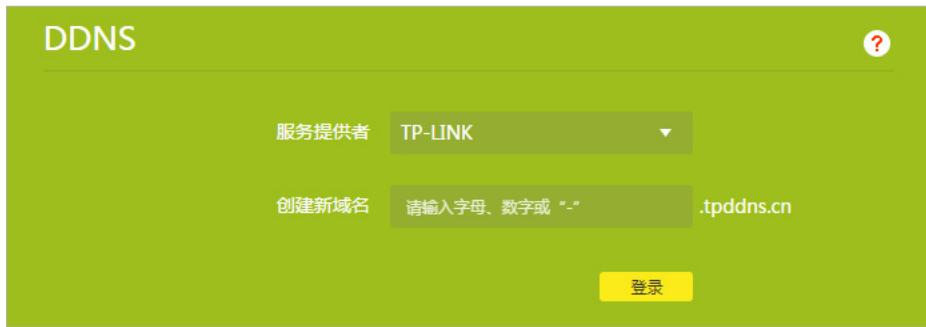 DDNS
?
服务提供者 TP-LINK
创建新域名 请输入字母、数字或 "-" .tpddns.cn
登录